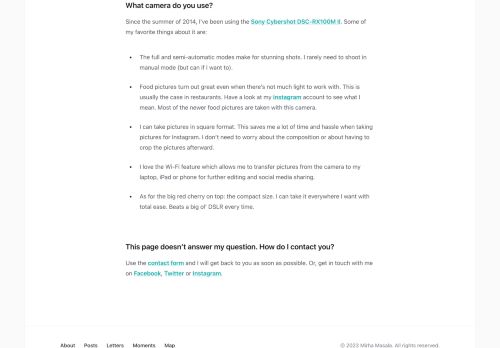 What camera do you use?
Since the summer of 2014, I've been using the Sony Cybershot DSC-RX100M II. Some of
my favorite things about it are:
• The full and semi-automatic modes make for stunning shots. I rarely need to shoot in
manual mode (but can if I want to).
• Food pictures turn out great even when there's not much light to work with. This is
usually the case in restaurants. Have a look at my Instagram account to see what I
mean. Most of the newer food pictures are taken with this camera.
• I can take pictures in square format. This saves me a lot of time and hassle when taking
pictures for Instagram. I don't need to worry about the composition or about having to
crop the pictures afterward.
• I love the Wi-Fi feature which allows me to transfer pictures from the camera to my
laptop, iPad or phone for further editing and social media sharing.
• As for the big red cherry on top: the compact size. I can take it everywhere I want with
total ease. Beats a big ol' DSLR every time.
This page doesn't answer my question. How do I contact you?
Use the contact form and I will get back to you as soon as possible. Or, get in touch with me
on Facebook, Twitter or Instagram.
About Posts Letters Moments Map © 2023 Mirha Masala. All rights reserved.